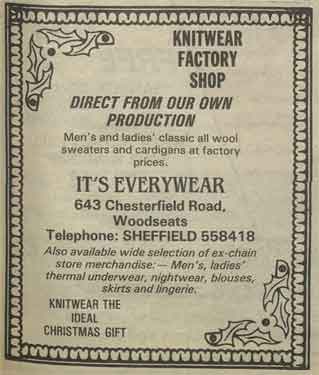 KNITWEAR
FACTORY
SHOP
DIRECT FROM OUR OWN
PRODUCTION
Men's and ladies' classic all wool
sweaters and cardigans at factory
prices.
IT'S EVERYWEAR
643 Chesterfield Road,
Woodseats
Telephone: SHEFFIELD 558418
Also available wide selection of ex-chain
store merchandise: — Men's, ladies'
thermal underwear, nightwear, blouses,
skirts and lingerie.
KNITWEAR THE
IDEAL
CHRISTMAS GIFT